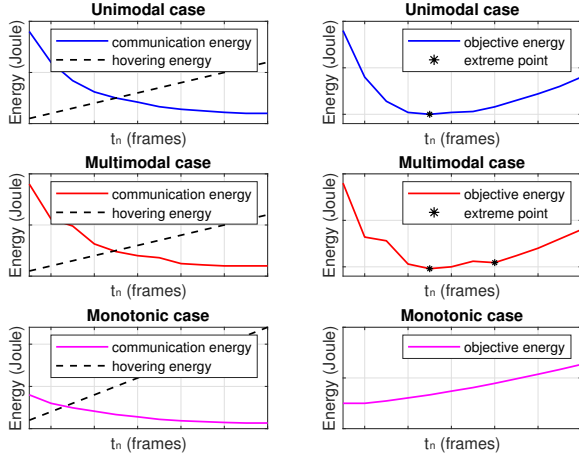 Unimodal case
Energy (Joule)
communication energy
hovering energy
tₙ (frames)
Unimodal case
Energy (Joule)
objective energy
extreme point
tₙ (frames)
Multimodal case
Energy (Joule)
communication energy
hovering energy
tₙ (frames)
Multimodal case
Energy (Joule)
objective energy
extreme point
tₙ (frames)
Monotonic case
Energy (Joule)
communication energy
hovering energy
tₙ (frames)
Monotonic case
Energy (Joule)
objective energy
tₙ (frames)